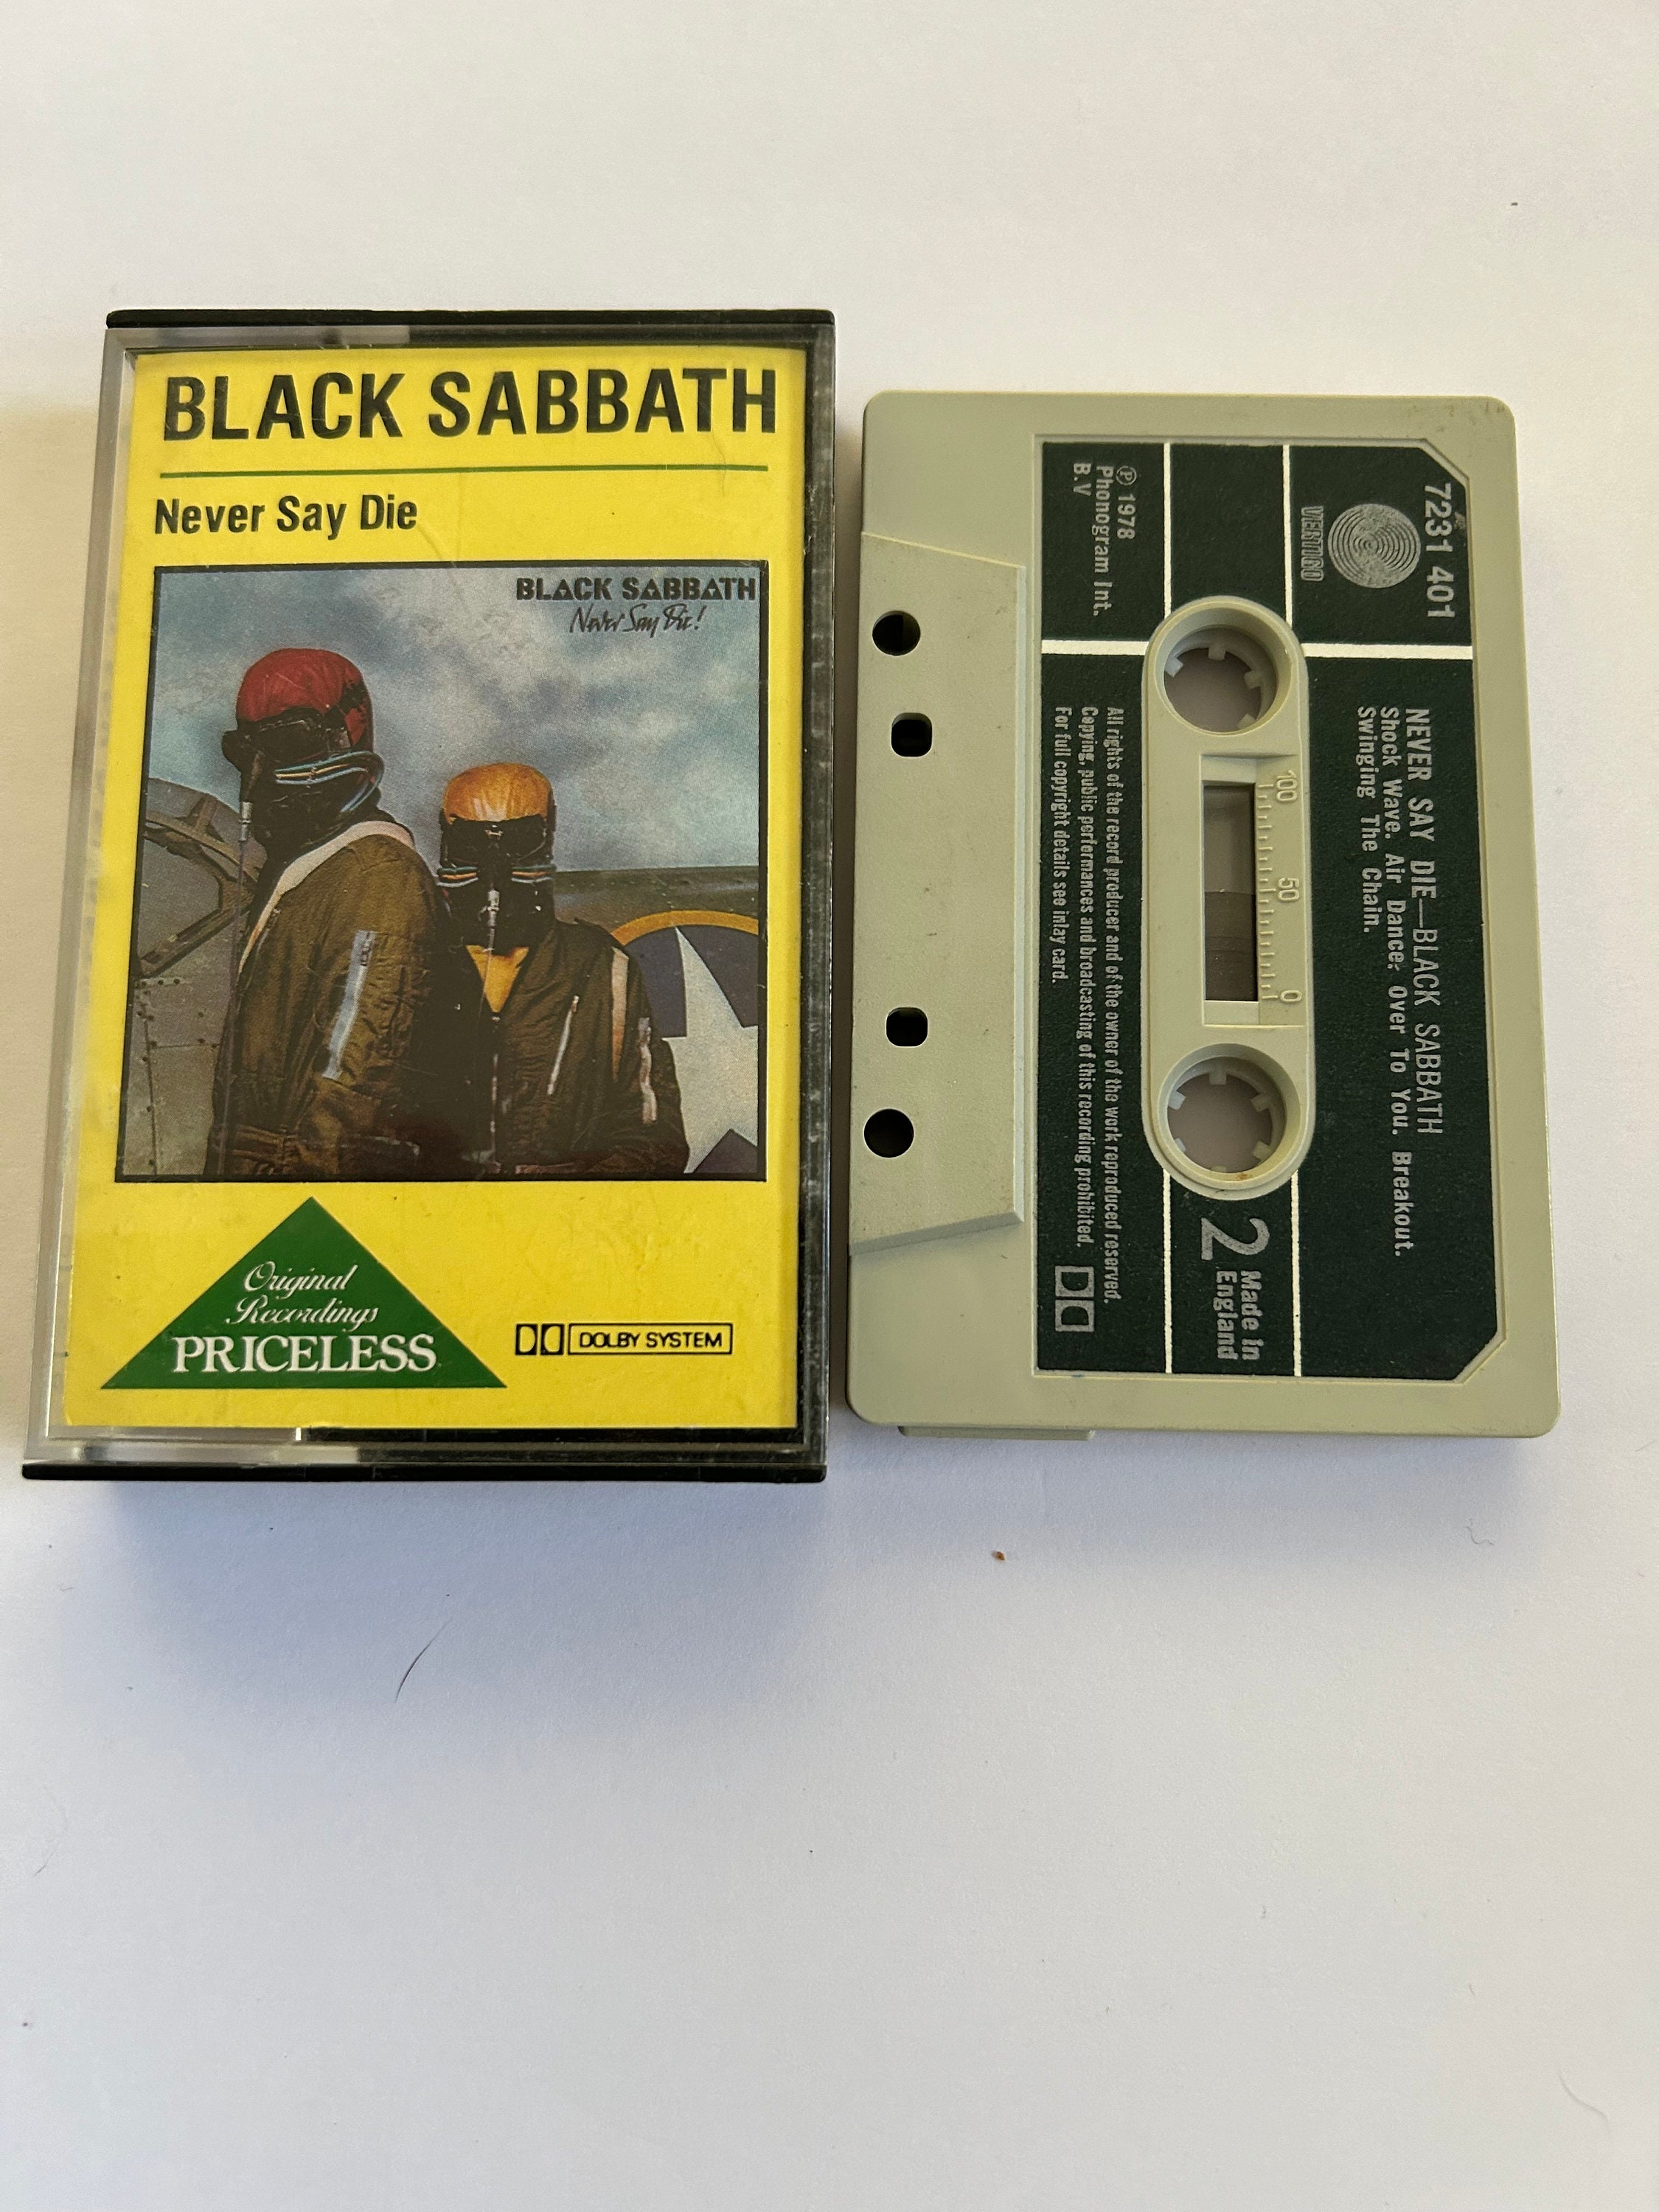 BLACK SABBATH
Never Say Die
BLACK SABBATH
Never Say Die!
Original
Recordings
PRICELESS
DOLBY SYSTEM
7231 401
VERTIGO
℗ 1978
Phonogram Int.
B.V
NEVER SAY DIE—BLACK SABBATH
Shock Wave. Air Dance. Over To You. Breakout.
Swinging The Chain.
100 50 0
2
Made in
England
All rights of the record producer and of the owner of the work reproduced reserved.
Copying, public performances and broadcasting of this recording prohibited.
For full copyright details see inlay card.